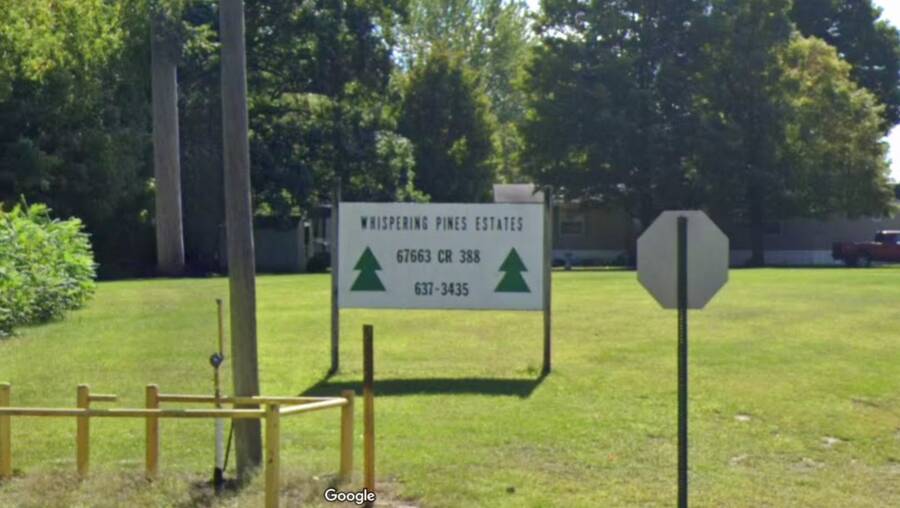 WHISPERING PINES ESTATES
67663 CR 388
637-3435
Google